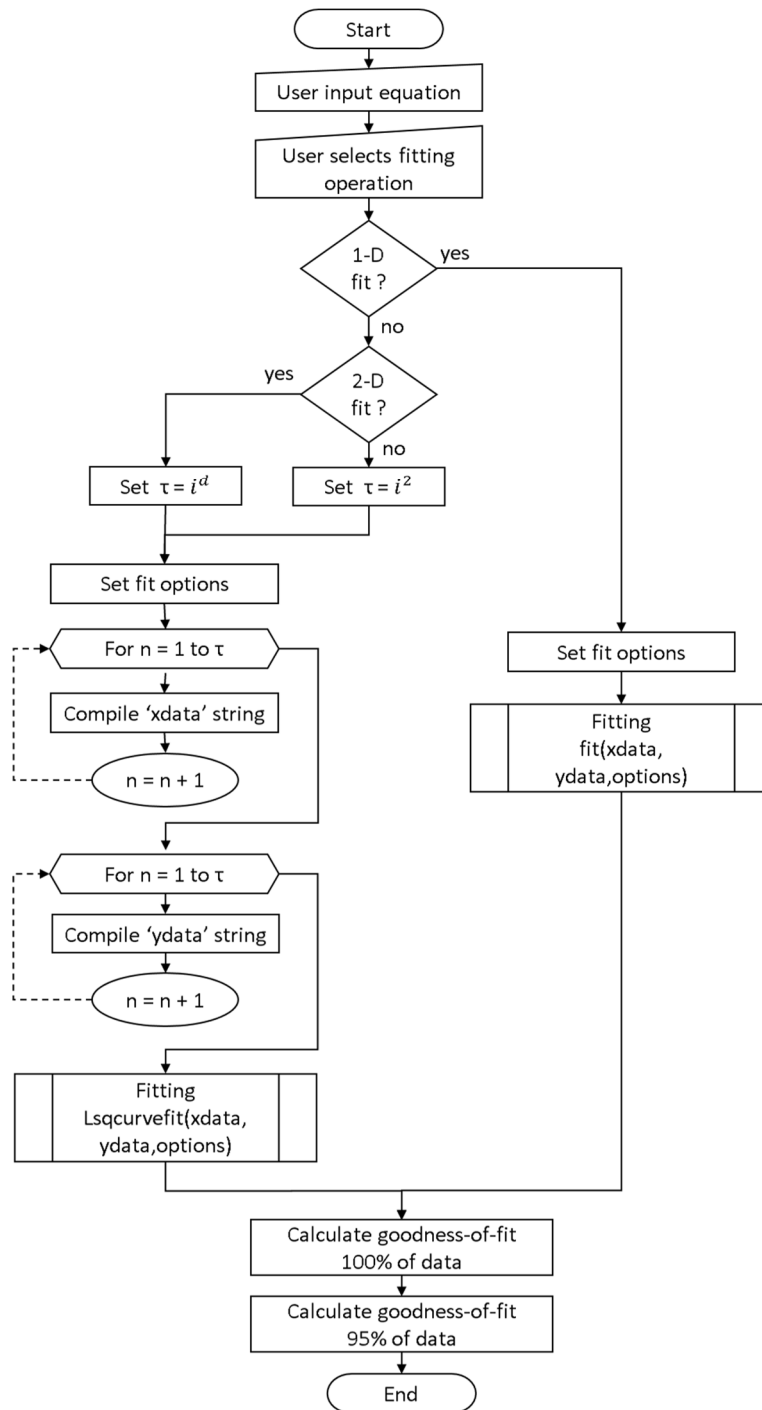 Start
User input equation
User selects fitting
operation
1-D
fit ?
yes
no
2-D
fit ?
yes
no
Set τ = i^d
Set τ = i²
Set fit options
For n = 1 to τ
Compile ‘xdata’ string
n = n + 1
For n = 1 to τ
Compile ‘ydata’ string
n = n + 1
Fitting
Lsqcurvefit(xdata,
ydata,options)
Set fit options
Fitting
fit(xdata,
ydata,options)
Calculate goodness-of-fit
100% of data
Calculate goodness-of-fit
95% of data
End